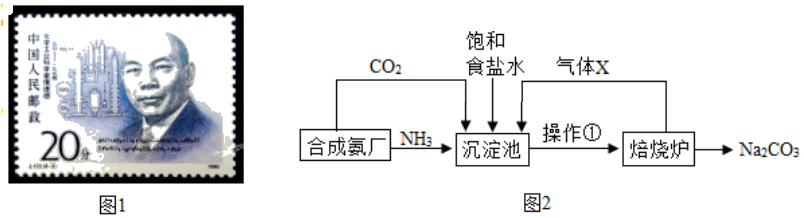 中国人民邮政
20分
1990
图1
饱和
食盐水
CO₂
气体X
合成氨厂
NH₃
沉淀池
操作①
焙烧炉
Na₂CO₃
图2